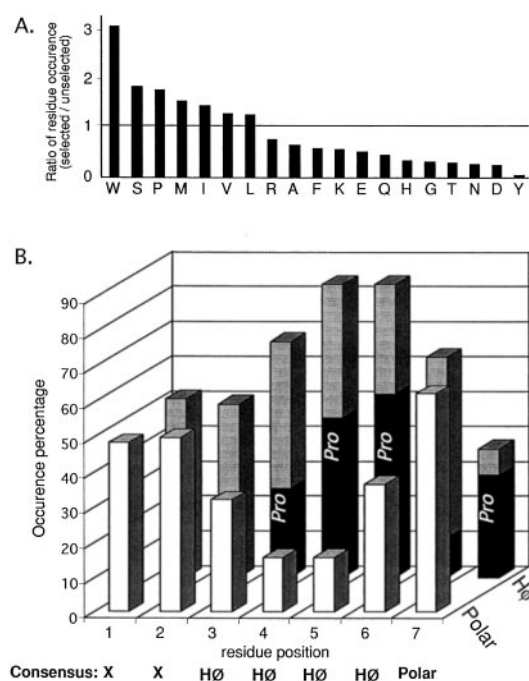 A.
Ratio of residue occurence
(selected / unselected)
3
2
1
0
W S P M I V L R A F K E Q H G T N D Y
B.
Occurence percentage
90
80
70
60
50
40
30
20
10
0
Pro Pro Pro Pro
1 2 3 4 5 6 7
residue position
Polar
HØ
Consensus: X X HØ HØ HØ HØ Polar